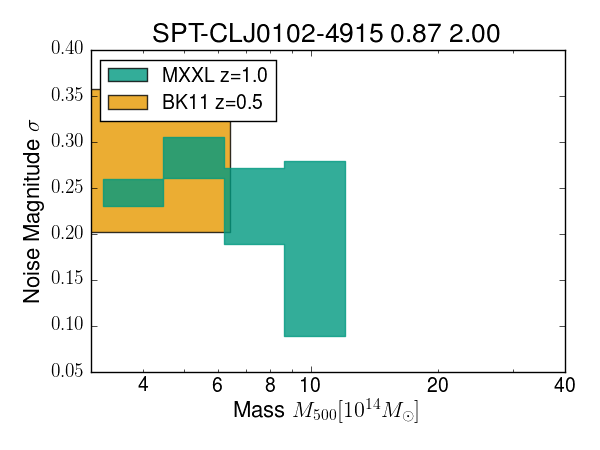 SPT-CLJ0102-4915 0.87 2.00
MXXL z=1.0
BK11 z=0.5
Noise Magnitude σ
0.40
0.35
0.30
0.25
0.20
0.15
0.10
0.05
4 6 8 10 20 40
Mass M₅₀₀[10¹⁴M⊙]